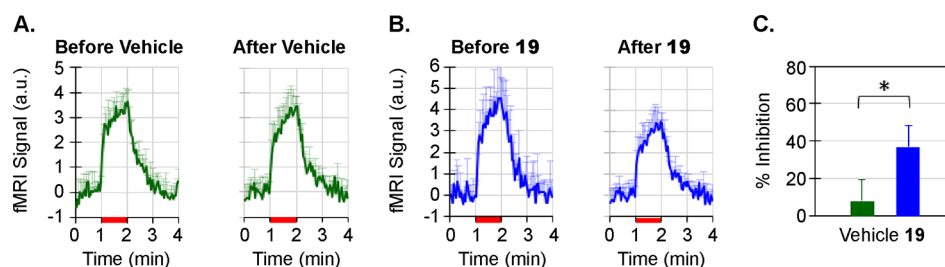 A.
Before Vehicle
After Vehicle
fMRI Signal (a.u.)
5
4
3
2
1
0
-1
0 1 2 3 4
Time (min)
0 1 2 3 4
Time (min)
B.
Before 19
After 19
fMRI Signal (a.u.)
6
5
4
3
2
1
0
-1
0 1 2 3 4
Time (min)
0 1 2 3 4
Time (min)
C.
% Inhibition
80
60
40
20
0
*
Vehicle 19